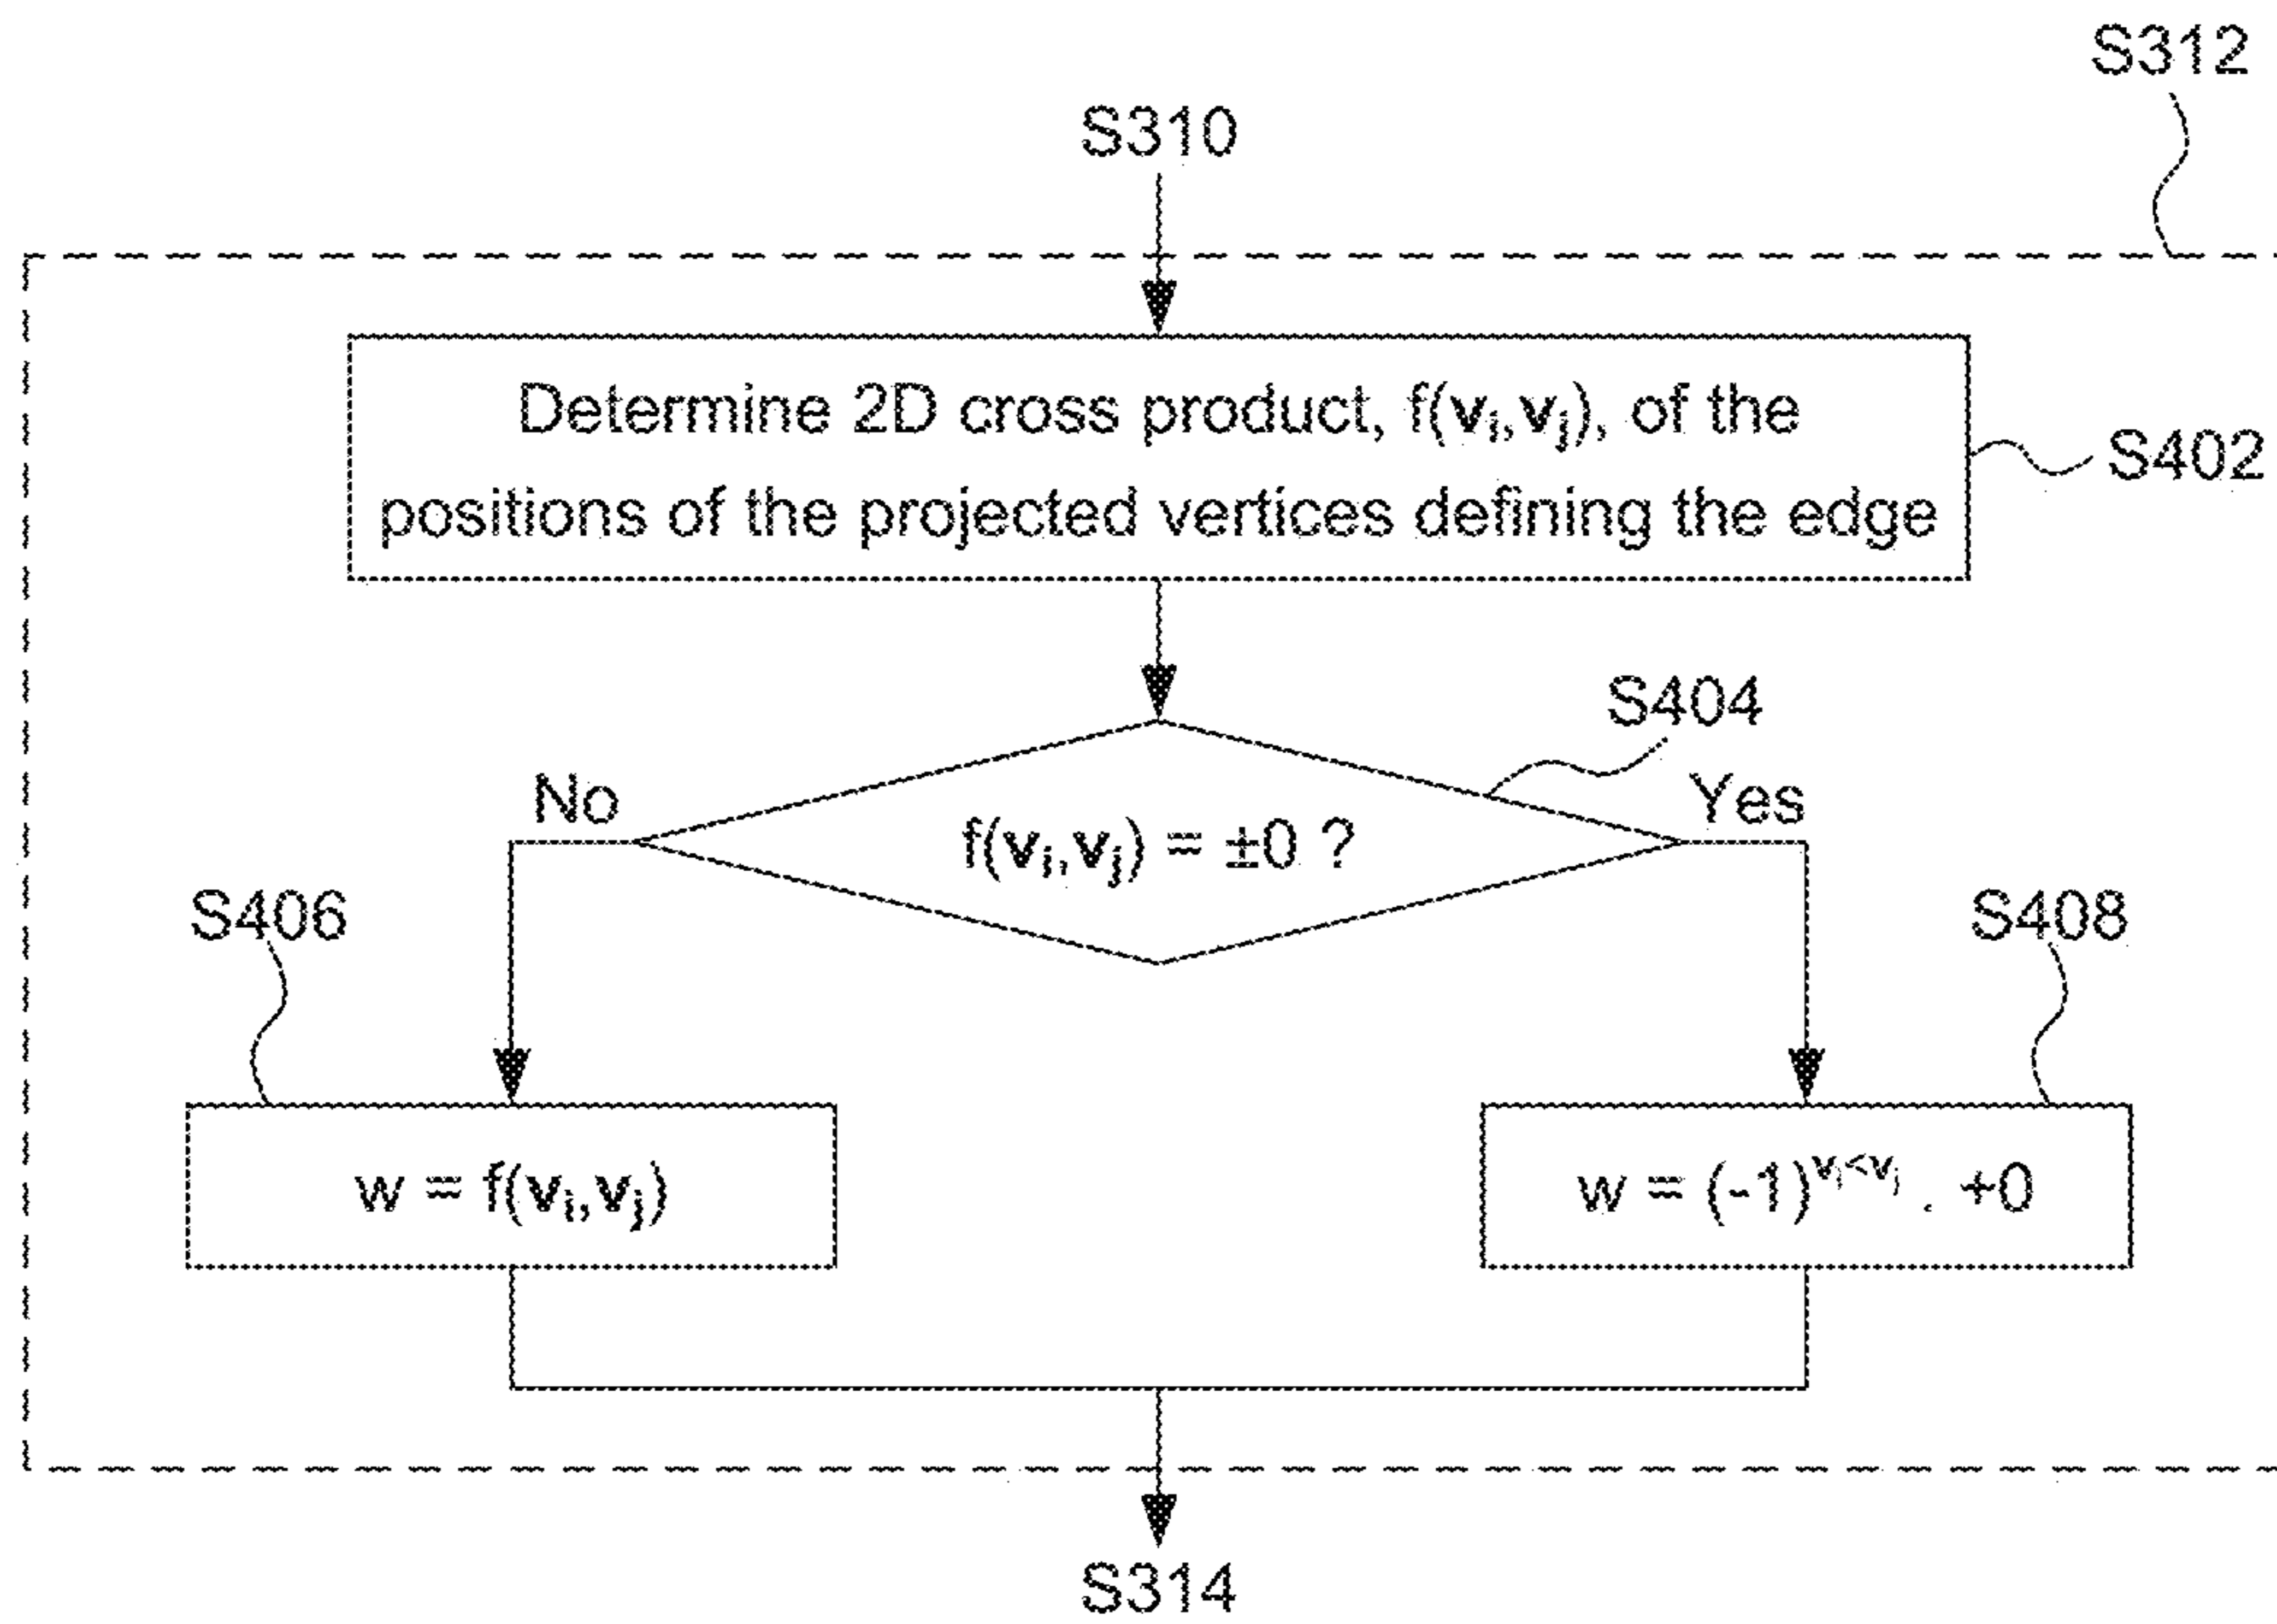 S312
S310
Determine 2D cross product, f(vᵢ,vⱼ), of the
positions of the projected vertices defining the edge
S402
S404
No
Yes
f(vᵢ,vⱼ) = ±0 ?
S406
S408
w = f(vᵢ,vⱼ)
w = (-1)^{vᵢ<vⱼ} . +0
S314